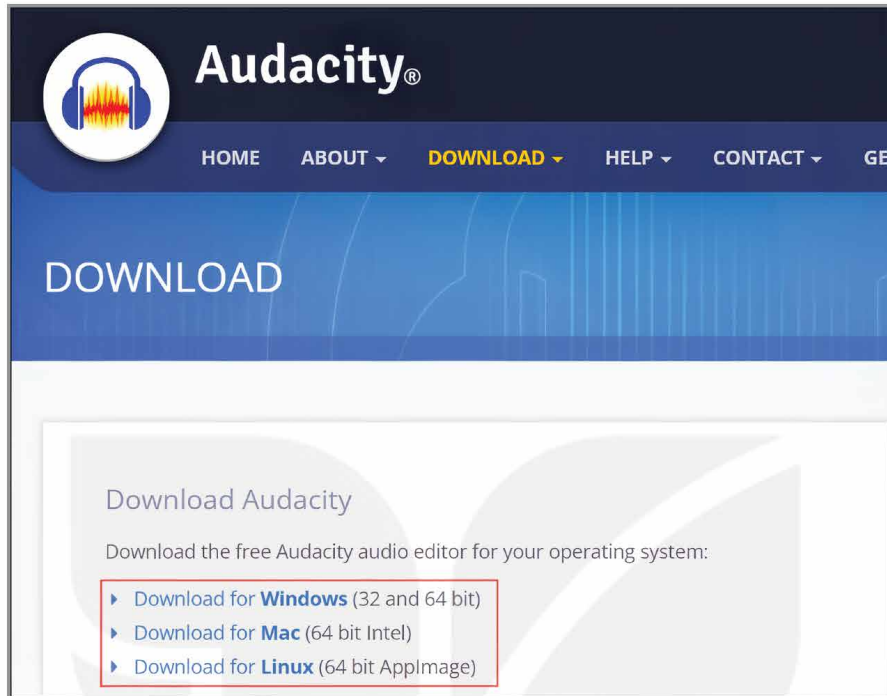 Audacity®
HOME ABOUT DOWNLOAD HELP CONTACT
DOWNLOAD
Download Audacity
Download the free Audacity audio editor for your operating system:
Download for Windows (32 and 64 bit)
Download for Mac (64 bit Intel)
Download for Linux (64 bit AppImage)